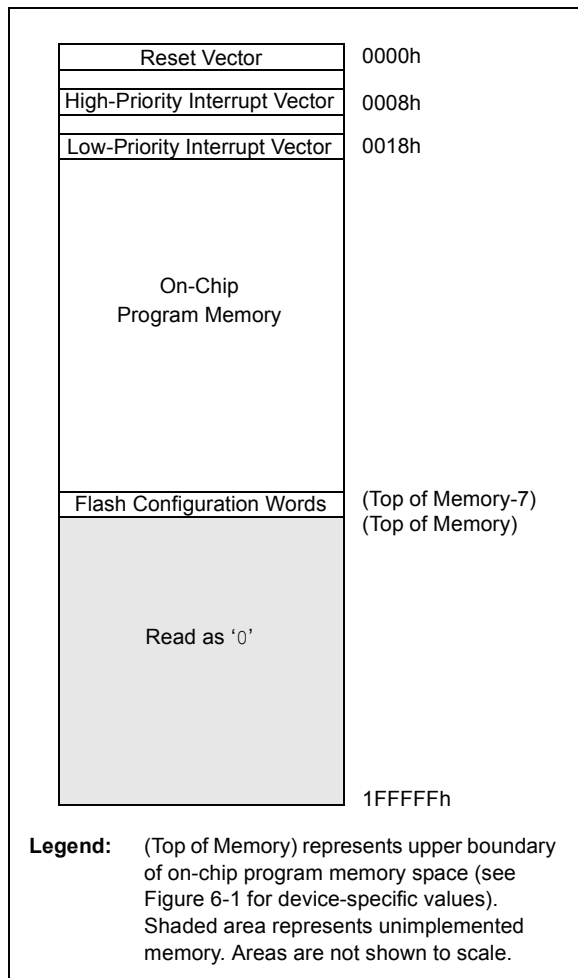 Reset Vector 0000h
High-Priority Interrupt Vector 0008h
Low-Priority Interrupt Vector 0018h
On-Chip
Program Memory
Flash Configuration Words (Top of Memory-7)
(Top of Memory)
Read as ‘0’
1FFFFFh
Legend: (Top of Memory) represents upper boundary
of on-chip program memory space (see
Figure 6-1 for device-specific values).
Shaded area represents unimplemented
memory. Areas are not shown to scale.